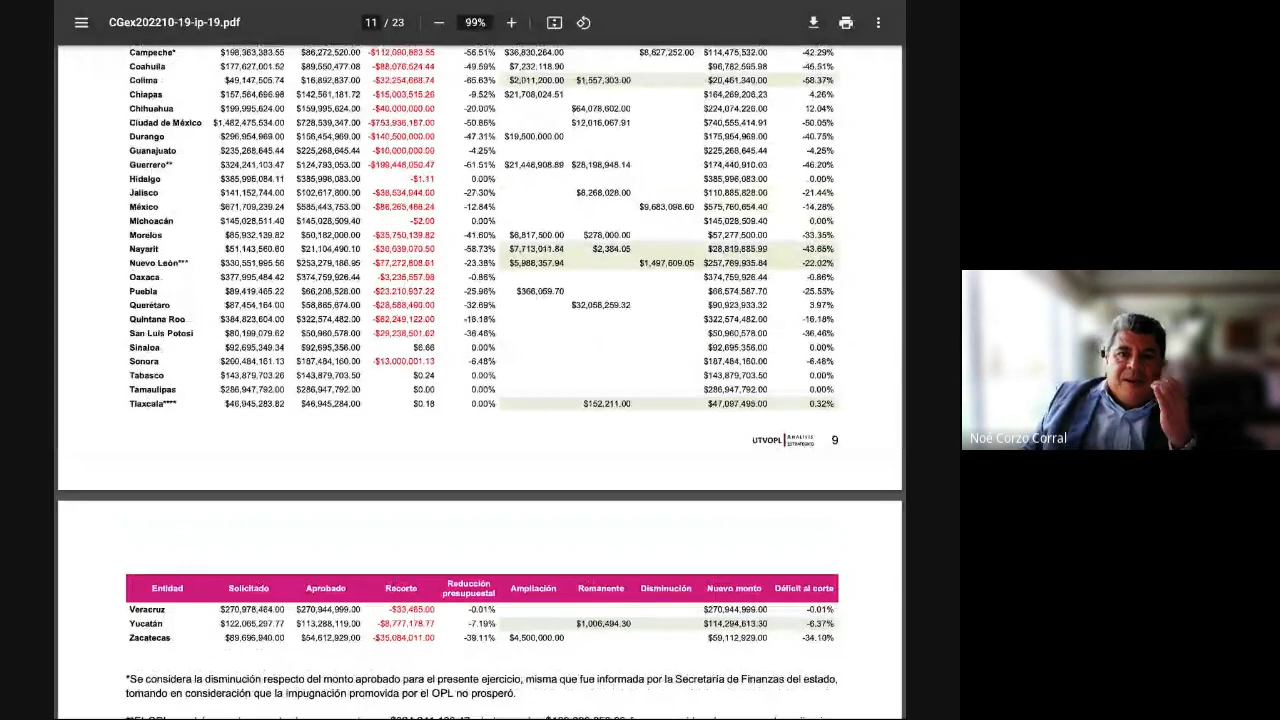 CGex202210-19-ip-19.pdf 11 / 23 99%
Campeche* $198,363,383.55 $86,272,520.00 -$112,090,863.55 -56.51% $36,830,264.00 $8,627,252.00 $114,475,532.00 -42.29%
Coahuila $177,627,001.52 $89,550,477.08 -$88,076,524.44 -49.59% $7,232,118.90 $96,782,595.98 -45.51%
Colima $49,147,505.74 $16,892,837.00 -$32,254,668.74 -65.63% $2,011,200.00 $1,557,303.00 $20,461,340.00 -58.37%
Chiapas $157,564,696.98 $142,561,181.72 -$15,003,515.26 -9.52% $21,708,024.51 $164,269,206.23 4.26%
Chihuahua $199,995,624.00 $159,995,624.00 -$40,000,000.00 -20.00% $64,078,602.00 $224,074,226.00 12.04%
Ciudad de México $1,482,475,534.00 $728,539,347.00 -$753,936,187.00 -50.86% $12,016,067.91 $740,555,414.91 -50.05%
Durango $296,954,969.00 $156,454,969.00 -$140,500,000.00 -47.31% $19,500,000.00 $175,954,969.00 -40.75%
Guanajuato $235,268,645.44 $225,268,645.44 -$10,000,000.00 -4.25% $225,268,645.44 -4.25%
Guerrero** $324,241,103.47 $124,793,053.00 -$199,448,050.47 -61.51% $21,448,908.89 $28,198,948.14 $174,440,910.03 -46.20%
Hidalgo $385,996,084.11 $385,996,083.00 -$1.11 0.00% $385,996,083.00 0.00%
Jalisco $141,152,744.00 $102,617,800.00 -$38,534,944.00 -27.30% $8,268,028.00 $110,885,828.00 -21.44%
México $671,709,239.24 $585,443,753.00 -$86,265,486.24 -12.84% $9,683,098.60 $575,760,654.40 -14.28%
Michoacán $145,028,511.40 $145,028,509.40 -$2.00 0.00% $145,028,509.40 0.00%
Morelos $85,932,139.82 $50,182,000.00 -$35,750,139.82 -41.60% $6,817,500.00 $278,000.00 $57,277,500.00 -33.35%
Nayarit $51,143,560.60 $21,104,490.10 -$30,039,070.50 -58.73% $7,713,011.84 $2,384.05 $28,819,885.99 -43.65%
Nuevo León*** $330,551,995.56 $253,279,186.95 -$77,272,808.61 -23.38% $5,988,357.94 $1,497,609.05 $257,769,935.84 -22.02%
Oaxaca $377,995,484.42 $374,759,926.44 -$3,235,557.98 -0.86% $374,759,926.44 -0.86%
Puebla $89,419,465.22 $66,208,528.00 -$23,210,937.22 -25.96% $366,059.70 $66,574,587.70 -25.55%
Querétaro $87,454,164.00 $58,865,674.00 -$28,588,490.00 -32.69% $32,058,259.32 $90,923,933.32 3.97%
Quintana Roo $384,823,604.00 $322,574,482.00 -$62,249,122.00 -16.18% $322,574,482.00 -16.18%
San Luis Potosí $80,199,079.62 $50,960,578.00 -$29,238,501.62 -36.46% $50,960,578.00 -36.46%
Sinaloa $92,695,349.34 $92,695,356.00 $6.66 0.00% $92,695,356.00 0.00%
Sonora $200,484,161.13 $187,484,160.00 -$13,000,001.13 -6.48% $187,484,160.00 -6.48%
Tabasco $143,879,703.26 $143,879,703.50 $0.24 0.00% $143,879,703.50 0.00%
Tamaulipas $286,947,792.00 $286,947,792.00 $0.00 0.00% $286,947,792.00 0.00%
Tlaxcala**** $46,945,283.82 $46,945,284.00 $0.18 0.00% $152,211.00 $47,097,495.00 0.32%
UTVOPL ANÁLISIS ESTRATÉGICO 9
Entidad Solicitado Aprobado Recorte Reducción presupuestal Ampliación Remanente Disminución Nuevo monto Déficit al corte
Veracruz $270,978,484.00 $270,944,999.00 -$33,485.00 -0.01% $270,944,999.00 -0.01%
Yucatán $122,065,297.77 $113,288,119.00 -$8,777,178.77 -7.19% $1,006,494.30 $114,294,613.30 -6.37%
Zacatecas $89,696,940.00 $54,612,929.00 -$35,084,011.00 -39.11% $4,500,000.00 $59,112,929.00 -34.10%
*Se considera la disminución respecto del monto aprobado para el presente ejercicio, misma que fue informada por la Secretaría de Finanzas del estado,
tomando en consideración que la impugnación promovida por el OPL no prosperó.
Noé Corzo Corral